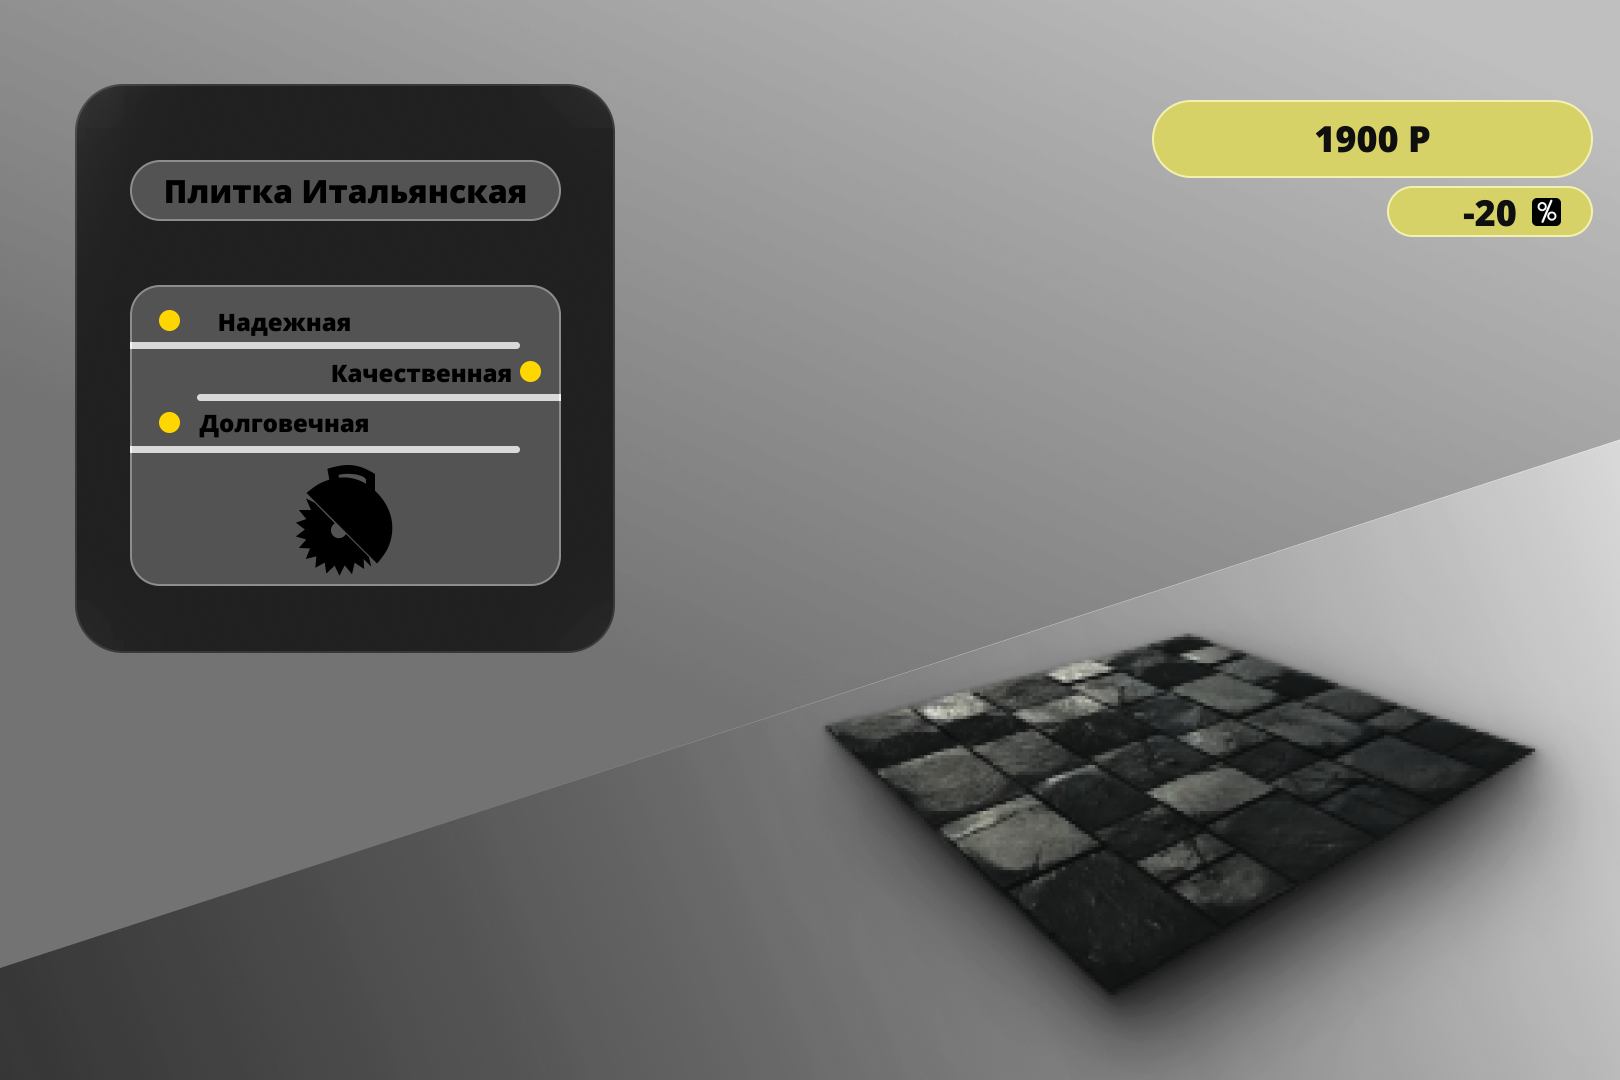 Плитка Итальянская
Надежная
Качественная
Долговечная
1900 Р
-20 %